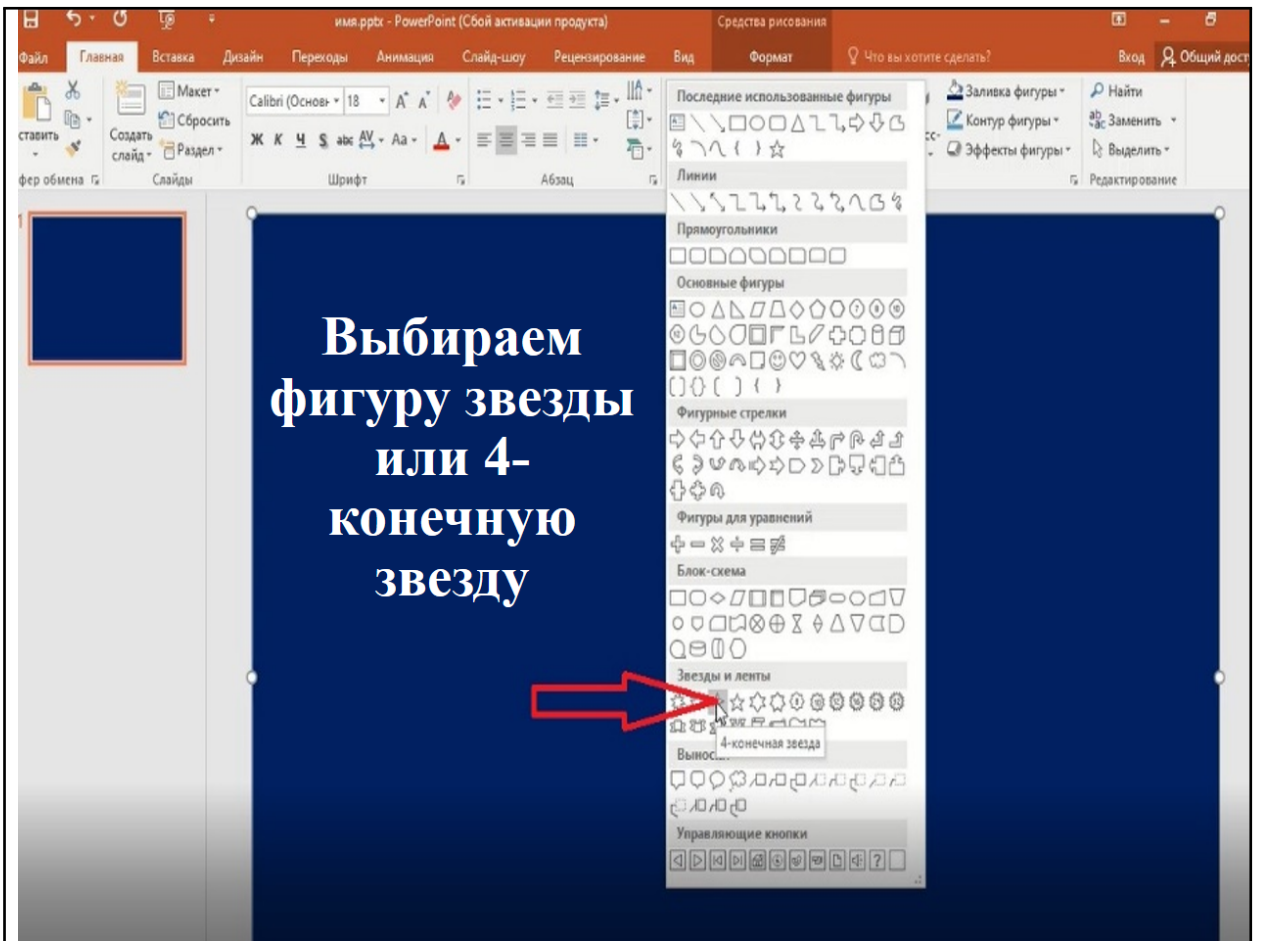 имя.pptx - PowerPoint (Сбой активации продукта)
Средства рисования
Файл Главная Вставка Дизайн Переходы Анимация Слайд-шоу Рецензирование Вид Формат Что вы хотите сделать? Вход Общий дост
ставить
Создать
слайд
Макет
Сбросить
Раздел
Calibri (Основ 18
Ж К Ч S abc AV Aa A
Заливка фигуры
Контур фигуры
Эффекты фигуры
Найти
Заменить
Выделить
фер обмена Слайды Шрифт Абзац Редактирование
1
Последние использованные фигуры
Линии
Прямоугольники
Основные фигуры
Фигурные стрелки
Фигуры для уравнений
Блок-схема
Звезды и ленты
4-конечная звезда
Управляющие кнопки
Выбираем
фигуру звезды
или 4-
конечную
звезду